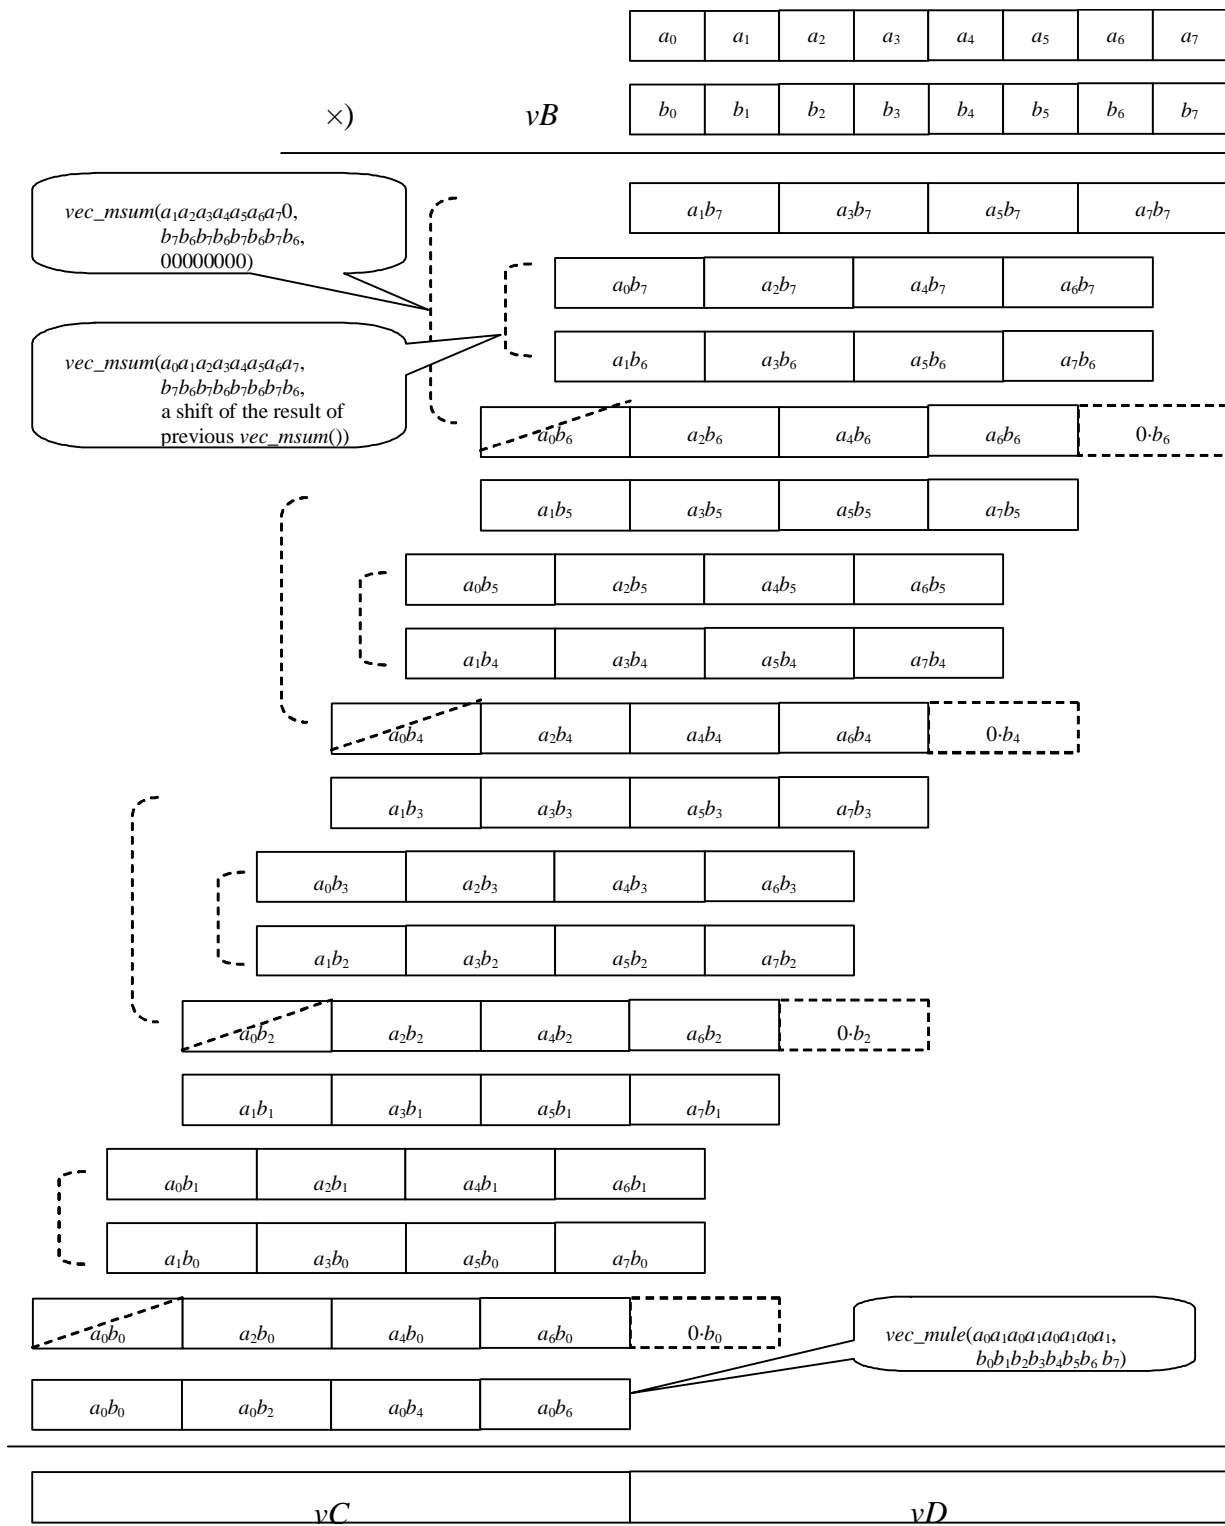 a₀ a₁ a₂ a₃ a₄ a₅ a₆ a₇
×) vB b₀ b₁ b₂ b₃ b₄ b₅ b₆ b₇
vec_msum(a₁a₂a₃a₄a₅a₆a₇0,
b₇b₆b₇b₆b₇b₆b₇b₆,
00000000)
a₁b₇ a₃b₇ a₅b₇ a₇b₇
a₀b₇ a₂b₇ a₄b₇ a₆b₇
vec_msum(a₀a₁a₂a₃a₄a₅a₆a₇,
b₇b₆b₇b₆b₇b₆b₇b₆,
a shift of the result of
previous vec_msum())
a₁b₆ a₃b₆ a₅b₆ a₇b₆
a₀b₆ a₂b₆ a₄b₆ a₆b₆ 0·b₆
a₁b₅ a₃b₅ a₅b₅ a₇b₅
a₀b₅ a₂b₅ a₄b₅ a₆b₅
a₁b₄ a₃b₄ a₅b₄ a₇b₄
a₀b₄ a₂b₄ a₄b₄ a₆b₄ 0·b₄
a₁b₃ a₃b₃ a₅b₃ a₇b₃
a₀b₃ a₂b₃ a₄b₃ a₆b₃
a₁b₂ a₃b₂ a₅b₂ a₇b₂
a₀b₂ a₂b₂ a₄b₂ a₆b₂ 0·b₂
a₁b₁ a₃b₁ a₅b₁ a₇b₁
a₀b₁ a₂b₁ a₄b₁ a₆b₁
a₁b₀ a₃b₀ a₅b₀ a₇b₀
a₀b₀ a₂b₀ a₄b₀ a₆b₀ 0·b₀
vec_mule(a₀a₁a₀a₁a₀a₁a₀a₁,
b₀b₁b₂b₃b₄b₅b₆ b₇)
a₀b₀ a₀b₂ a₀b₄ a₀b₆
vC vD